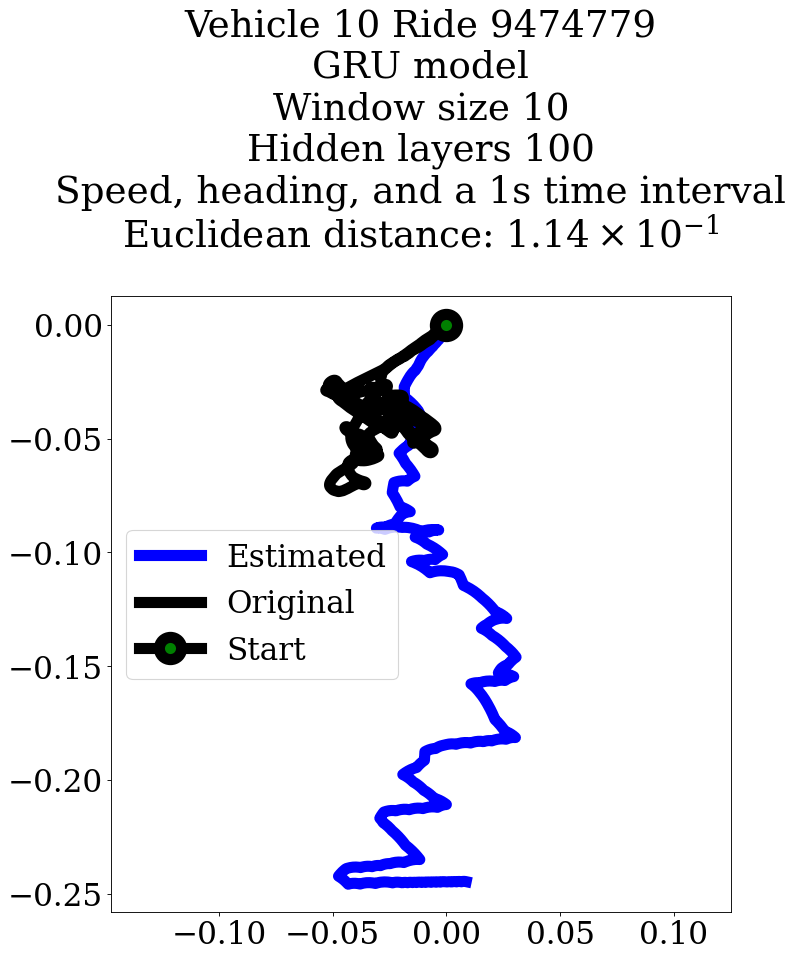 Vehicle 10 Ride 9474779
GRU model
Window size 10
Hidden layers 100
Speed, heading, and a 1s time interval
Euclidean distance: 1.14 × 10⁻¹
0.00
−0.05
−0.10
−0.15
−0.20
−0.25
Estimated
Original
Start
−0.10 −0.05 0.00 0.05 0.10